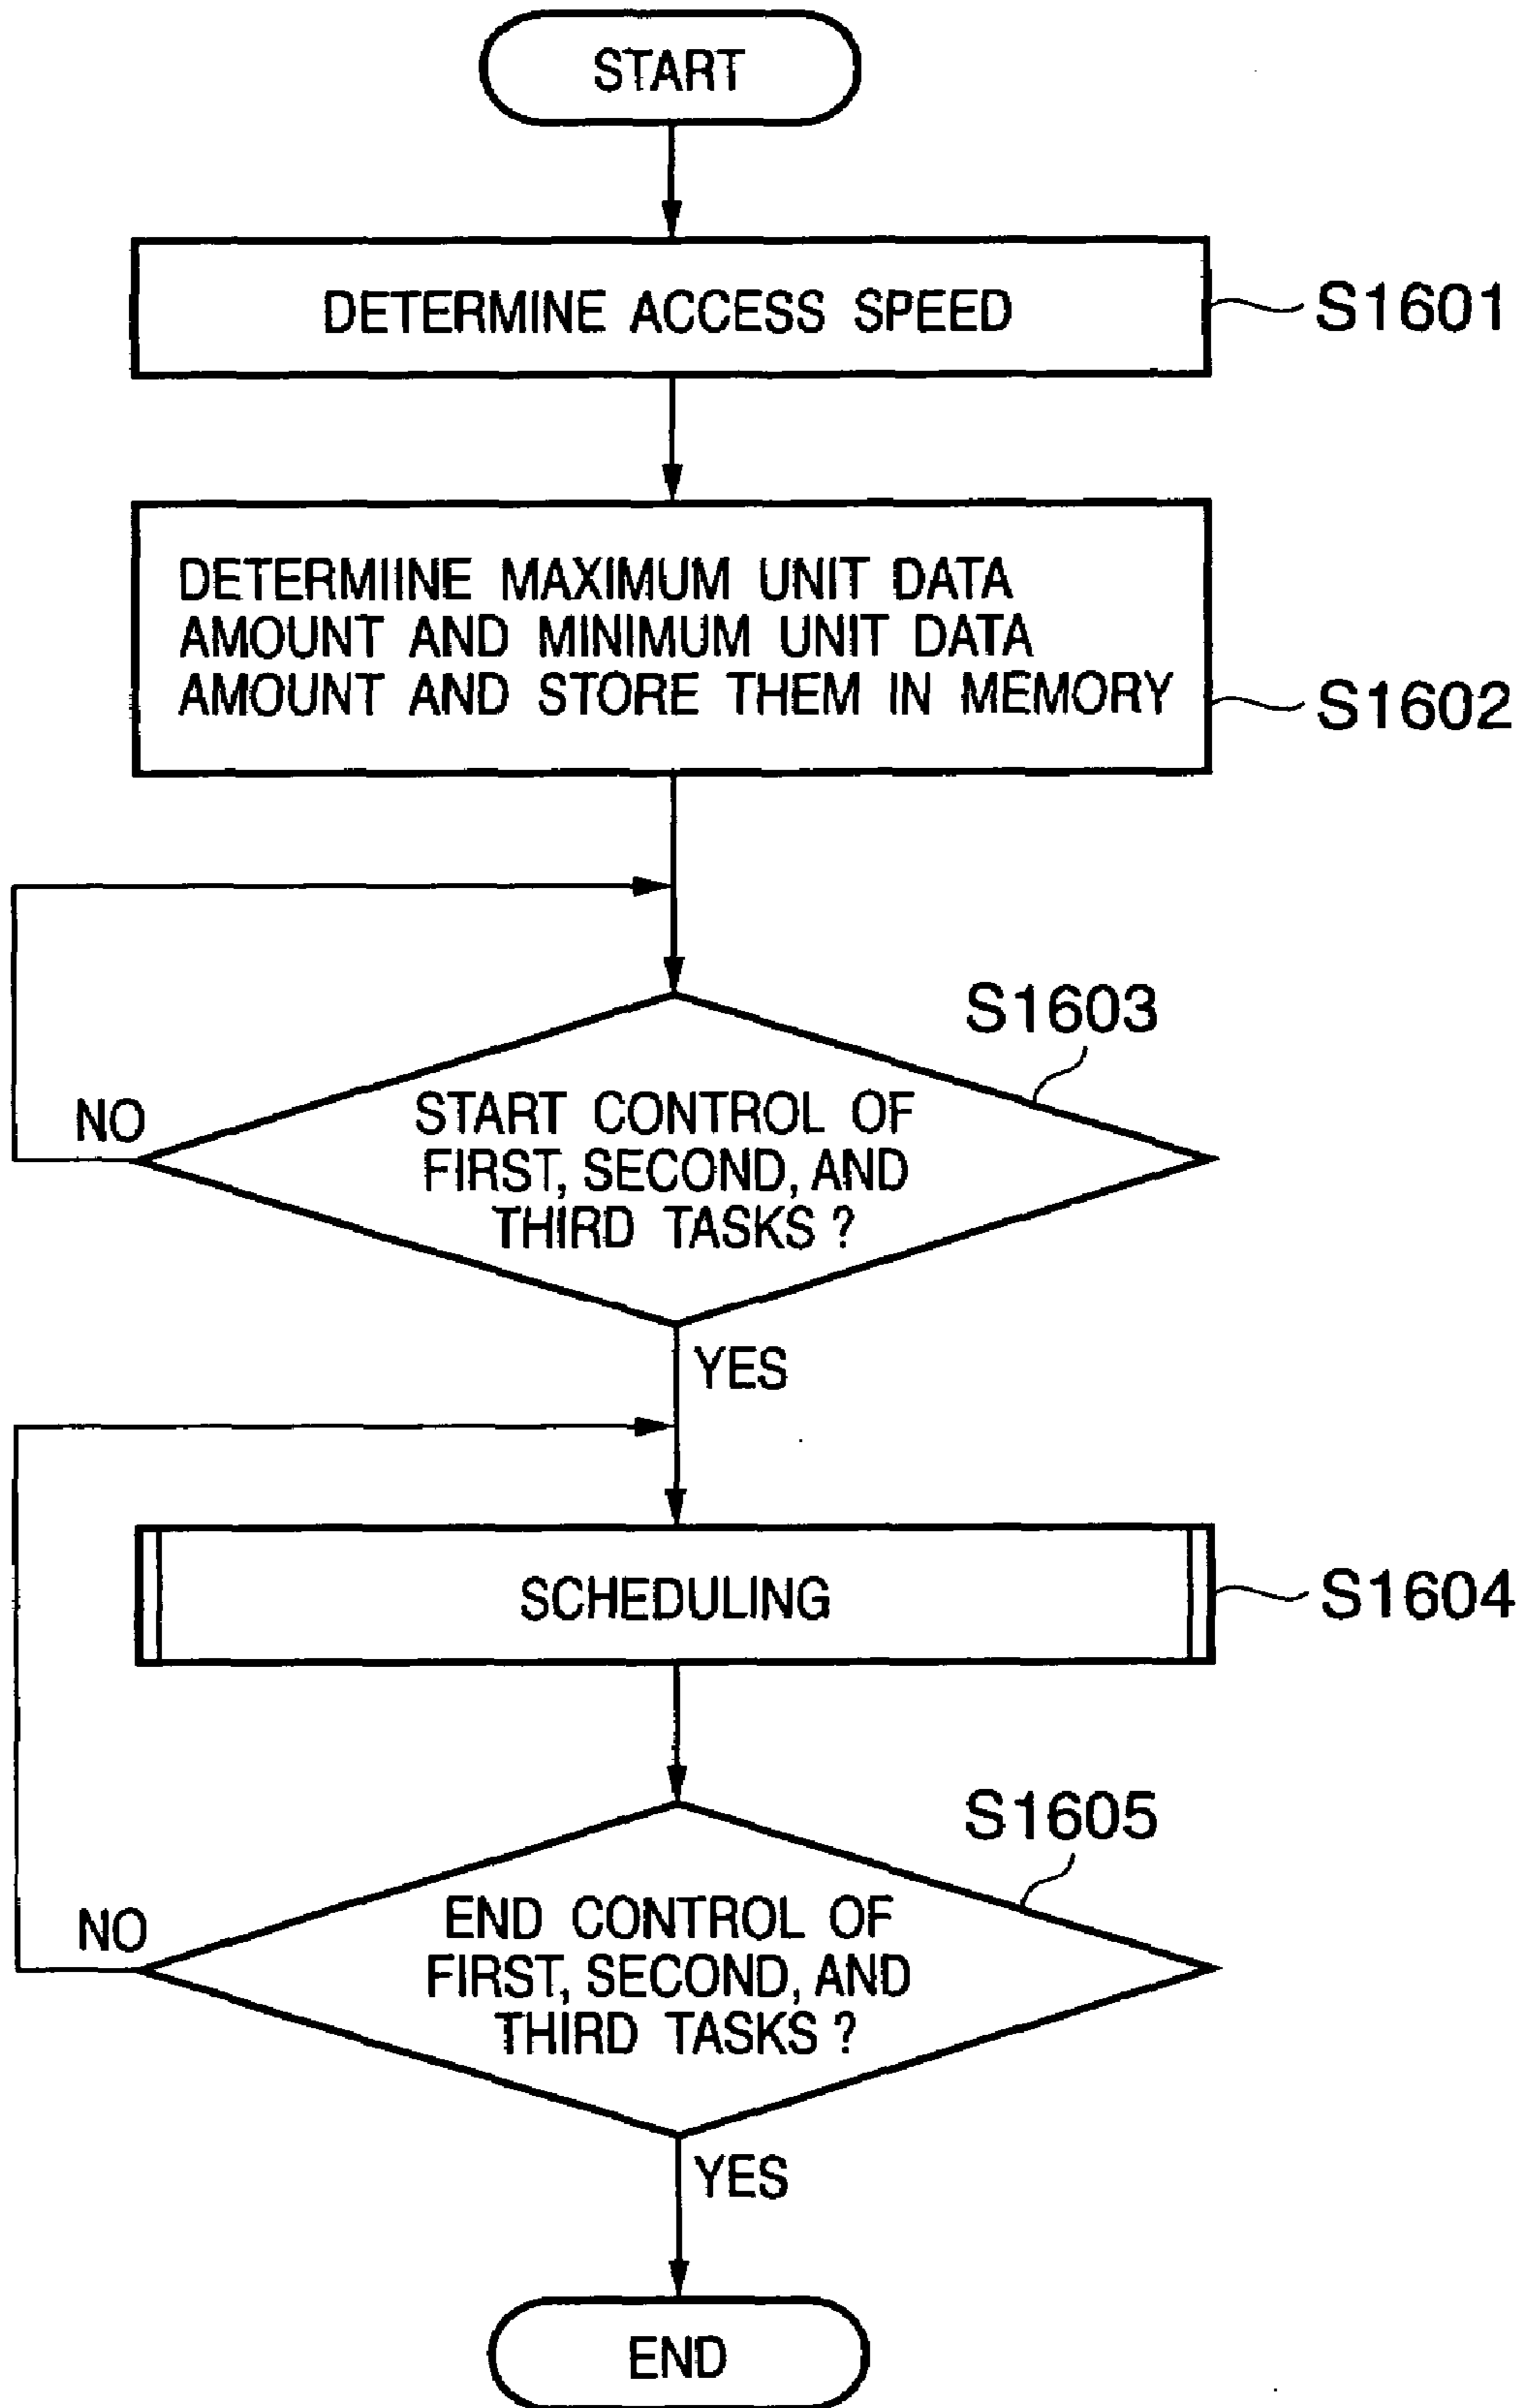 START
DETERMINE ACCESS SPEED
S1601
DETERMIINE MAXIMUM UNIT DATA
AMOUNT AND MINIMUM UNIT DATA
AMOUNT AND STORE THEM IN MEMORY
S1602
S1603
NO
START CONTROL OF
FIRST, SECOND, AND
THIRD TASKS ?
YES
SCHEDULING
S1604
S1605
NO
END CONTROL OF
FIRST, SECOND, AND
THIRD TASKS ?
YES
END